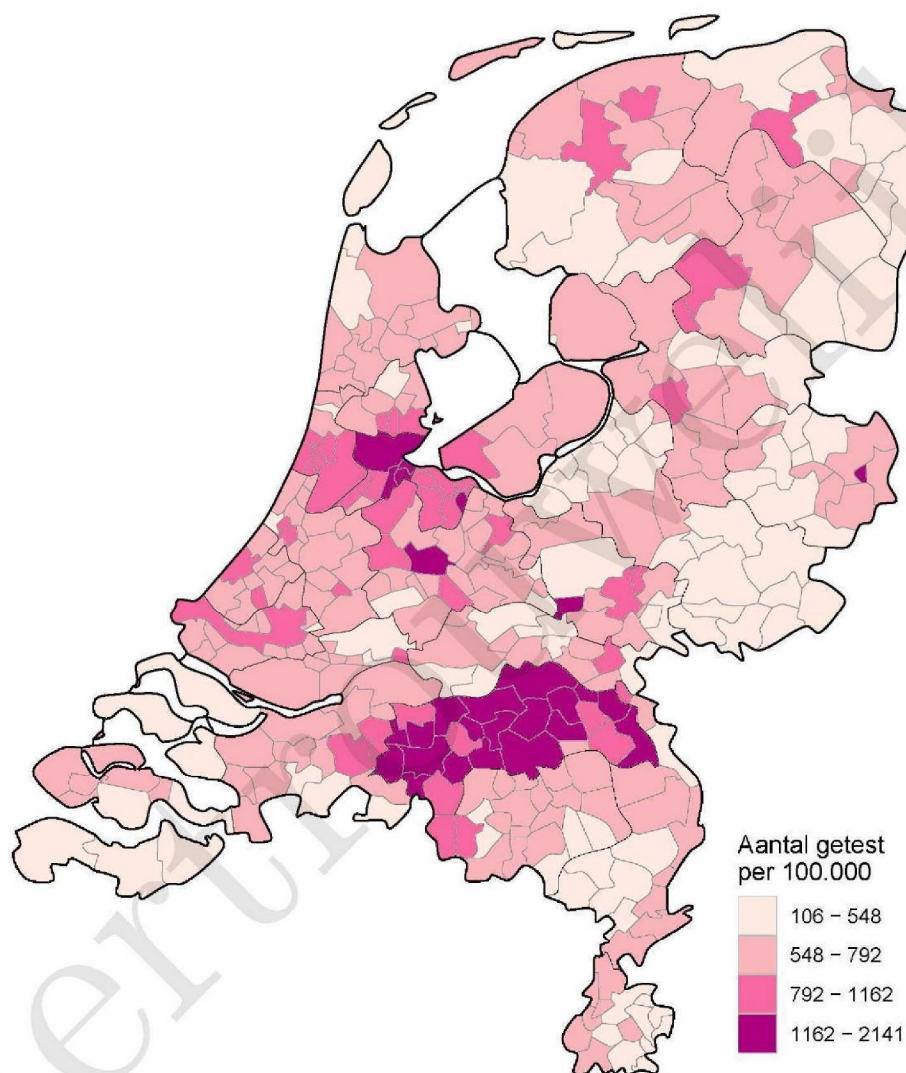 Aantal getest
per 100.000
106 – 548
548 – 792
792 – 1162
1162 – 2141